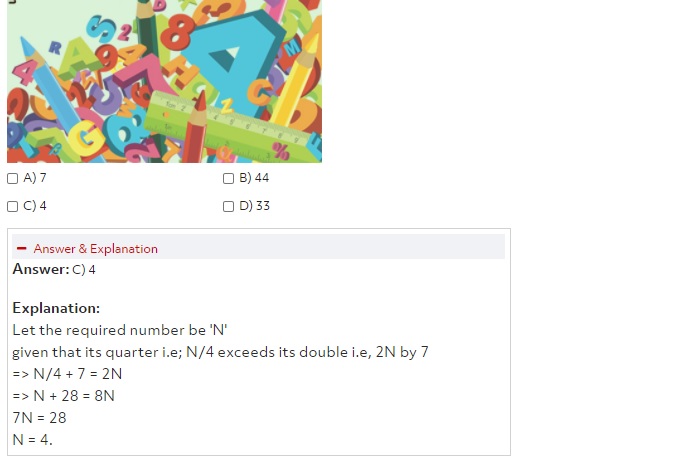 A) 7
B) 44
C) 4
D) 33
Answer & Explanation
Answer: C) 4
Explanation:
Let the required number be 'N'
given that its quarter i.e; N/4 exceeds its double i.e, 2N by 7
=> N/4 + 7 = 2N
=> N + 28 = 8N
7N = 28
N = 4.